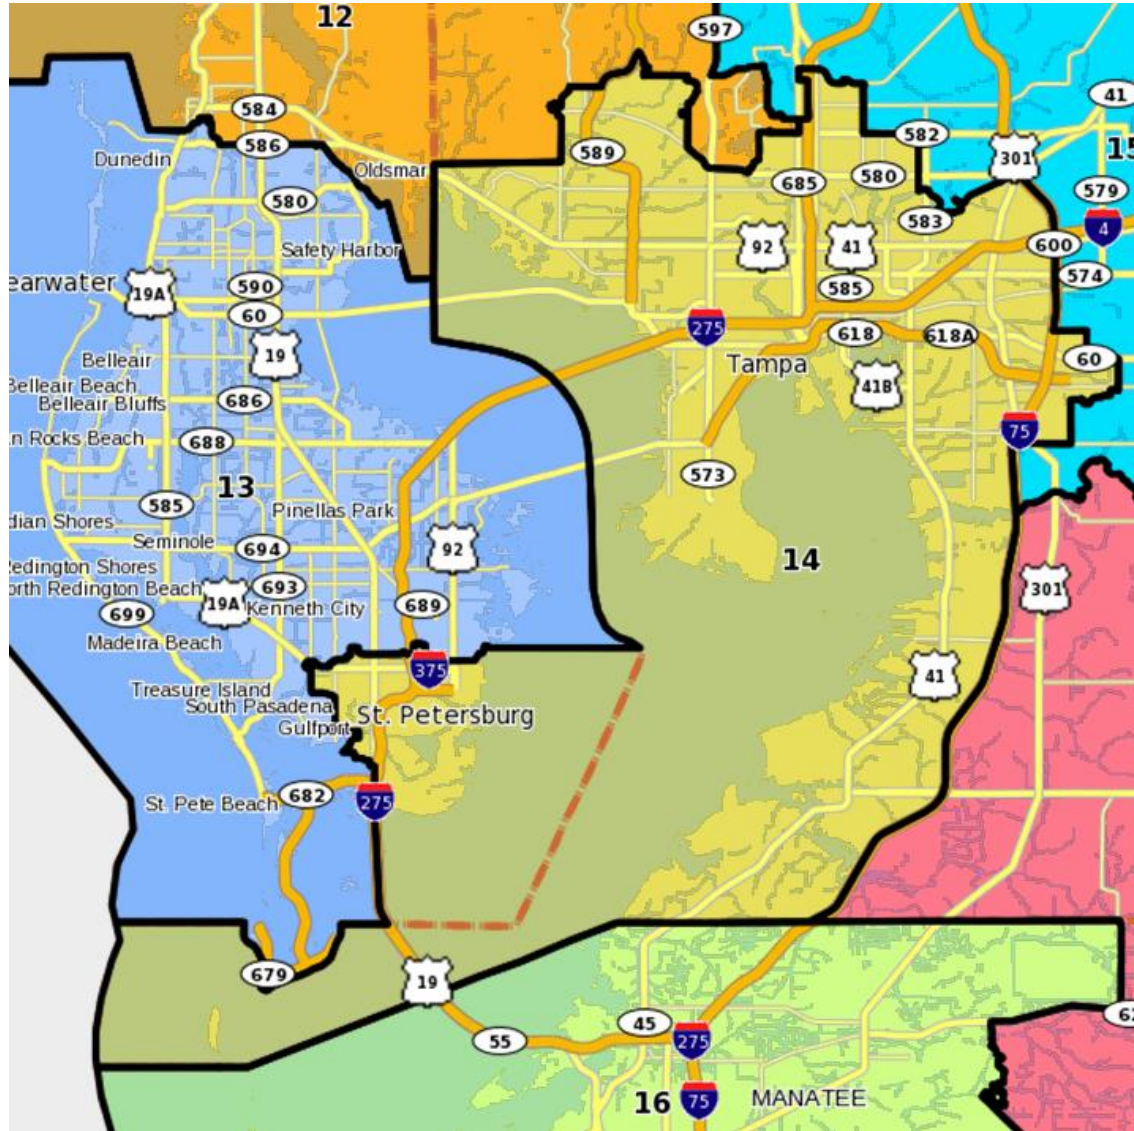 12
597
584
41
586
582
589
301
15
Dunedin
Oldsmar
580
685
580
579
583
4
Safety Harbor
92
41
600
574
590
585
earwater
19A
60
275
618
618A
19
60
Belleair
Tampa
Belleair Beach
41B
Belleair Bluffs
686
75
n Rocks Beach
688
573
13
585
Pinellas Park
dian Shores
Seminole
694
92
14
Redington Shores
693
301
orth Redington Beach
19A
689
699
Kenneth City
Madeira Beach
375
41
Treasure Island
South Pasadena
St. Petersburg
Gulfport
682
St. Pete Beach
275
679
19
62
45
55
275
16
75
MANATEE